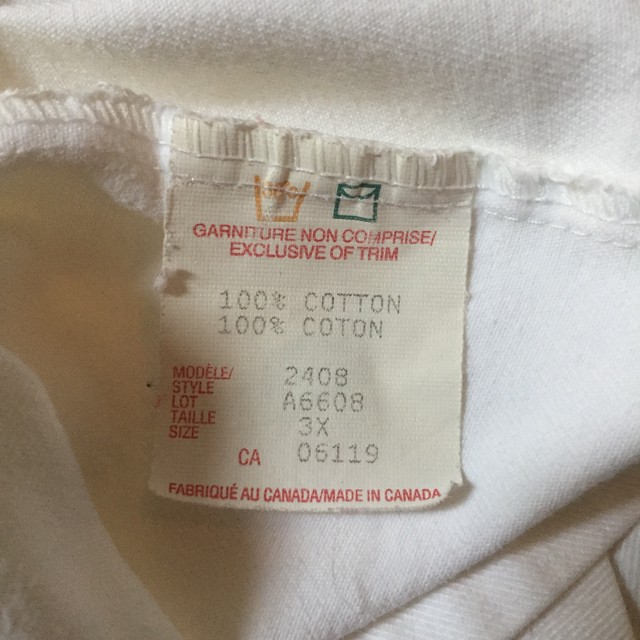 GARNITURE NON COMPRISE/
EXCLUSIVE OF TRIM
100% COTTON
100% COTON
MODÈLE/
STYLE 2408
LOT A6608
TAILLE 3X
SIZE
CA 06119
FABRIQUÉ AU CANADA/MADE IN CANADA